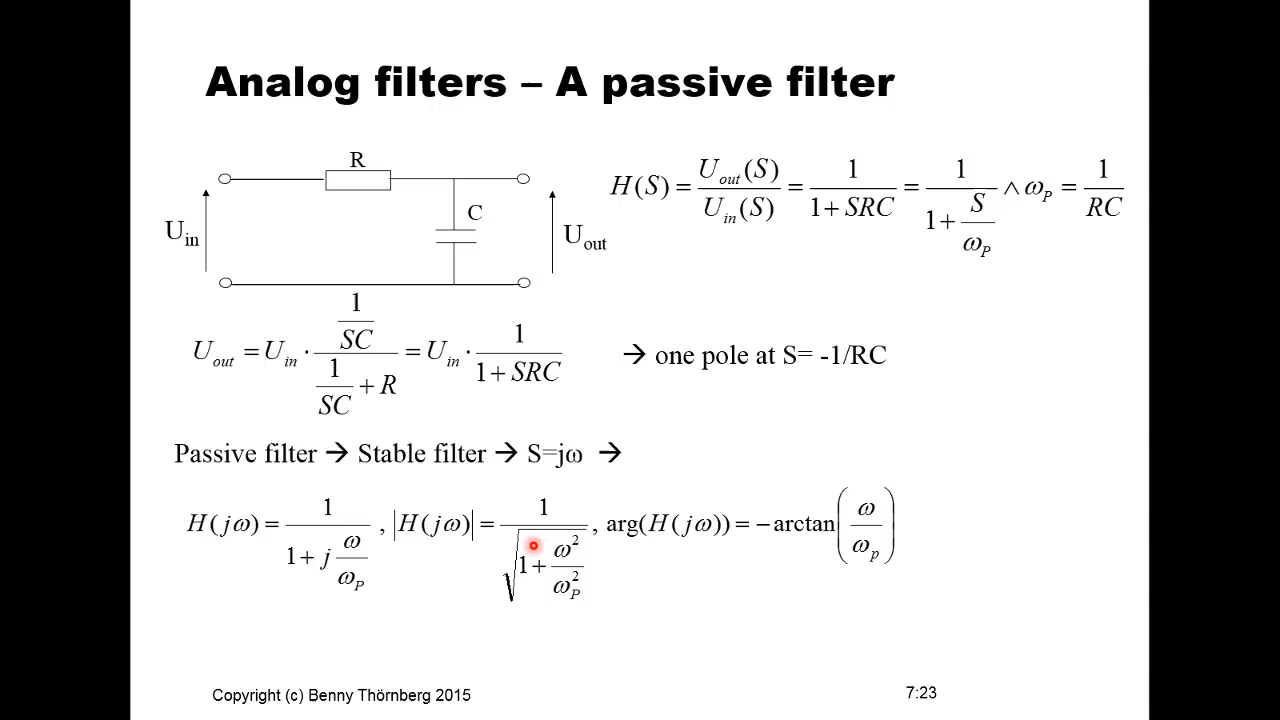 Analog filters – A passive filter
R
C
U_in
U_out
H(S) = U_out(S)/U_in(S) = 1/(1+SRC) = 1/(1+S/ω_P) ∧ ω_P = 1/RC
U_out = U_in · (1/SC)/(1/SC + R) = U_in · 1/(1+SRC)
→ one pole at S= -1/RC
Passive filter → Stable filter → S=jω →
H(jω) = 1/(1+ j ω/ω_P) , |H(jω)| = 1/√(1+ ω²/ω_P²) , arg(H(jω)) = −arctan(ω/ω_p)
Copyright (c) Benny Thörnberg 2015
7:23